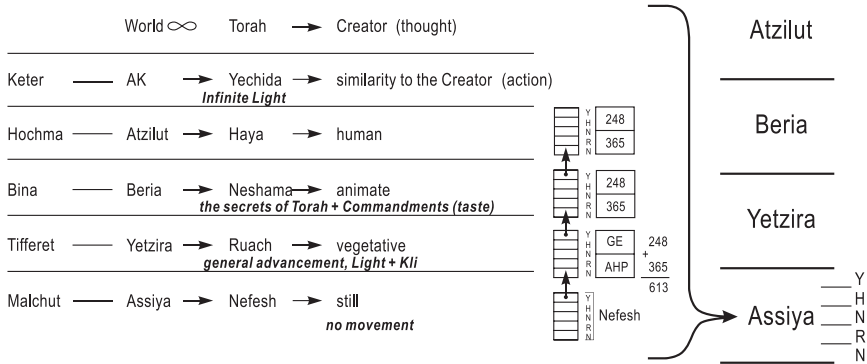 World ∞ Torah → Creator (thought)
Keter AK → Yechida → similarity to the Creator (action)
Infinite Light
Hochma Atzilut → Haya → human
Bina Beria → Neshama → animate
the secrets of Torah + Commandments (taste)
Tifferet Yetzira → Ruach → vegetative
general advancement, Light + Kli
Malchut Assiya → Nefesh → still
no movement
Y
H
N
R
N
248
365
Y
H
N
R
N
248
365
Y
H
N
R
N
GE
AHP
248
+
365
613
Y
H
N
R
N
Nefesh
Atzilut
Beria
Yetzira
Assiya
Y
H
N
R
N